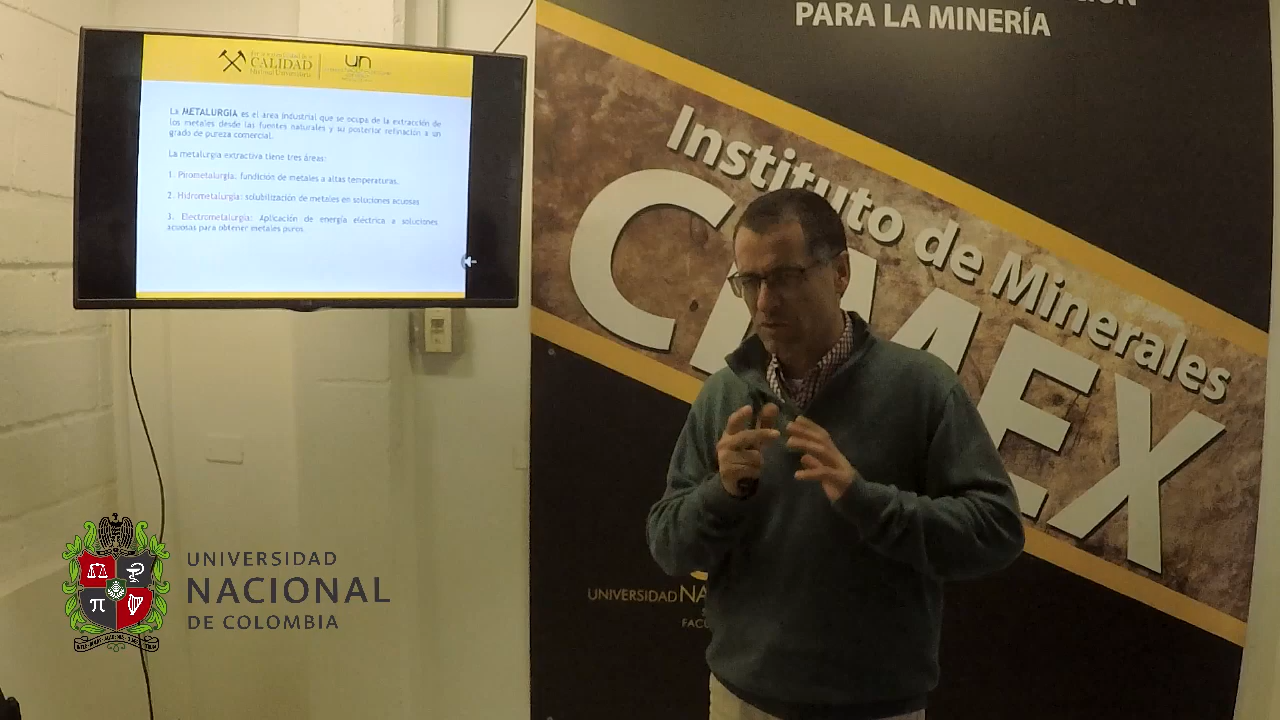 CALIDAD
un
La METALURGIA es el área industrial que se ocupa de la extracción de
los metales desde las fuentes naturales y su posterior refinación a un
grado de pureza comercial.
La metalurgia extractiva tiene tres áreas:
1. Pirometalurgia: fundición de metales a altas temperaturas.
2. Hidrometalurgia: solubilización de metales en soluciones acuosas
3. Electrometalurgia: Aplicación de energía eléctrica a soluciones
acuosas para obtener metales puros
PARA LA MINERÍA
Instituto de Minerales
CIMEX
UNIVERSIDAD NA
FACU
UNIVERSIDAD
NACIONAL
DE COLOMBIA